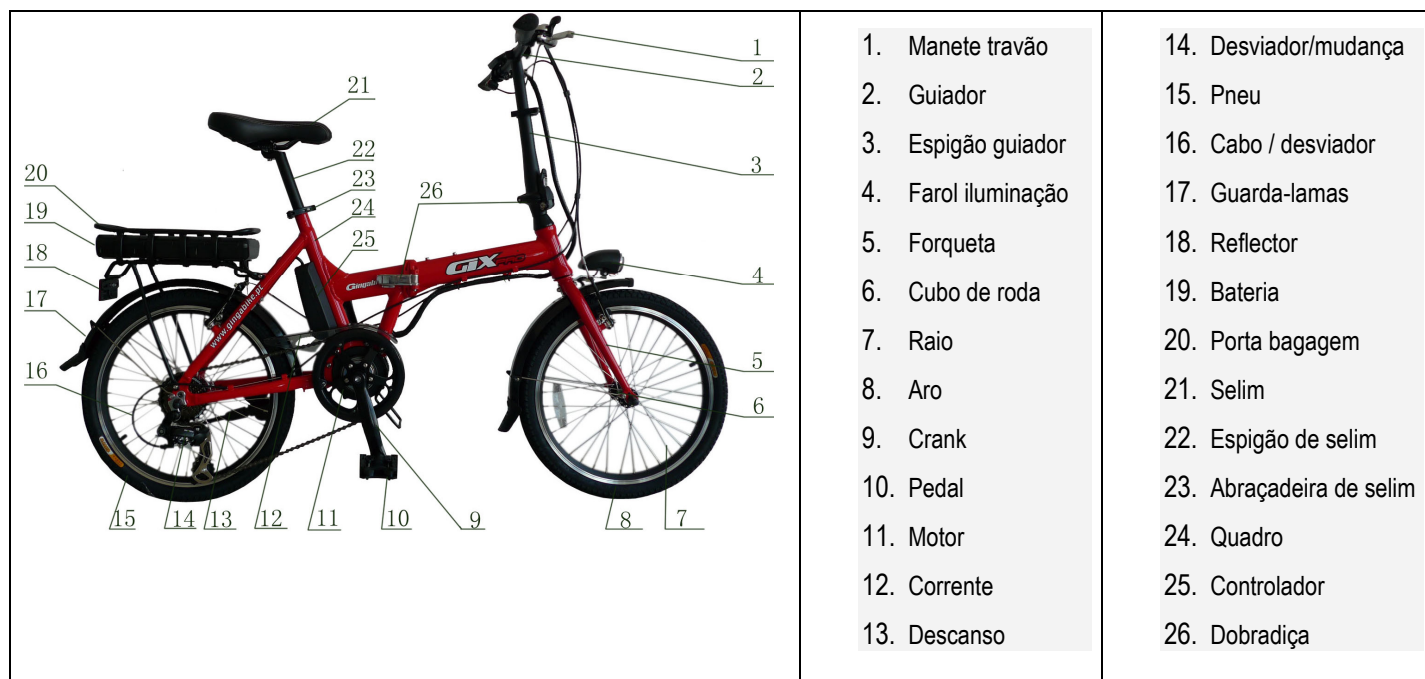 1
2
3
4
5
6
7
8
9
10
11
12
13
14
15
16
17
18
19
20
21
22
23
24
25
26
GiX
www.gingabike.pt
1. Manete travão
2. Guiador
3. Espigão guiador
4. Farol iluminação
5. Forqueta
6. Cubo de roda
7. Raio
8. Aro
9. Crank
10. Pedal
11. Motor
12. Corrente
13. Descanso
14. Desviador/mudança
15. Pneu
16. Cabo / desviador
17. Guarda-lamas
18. Reflector
19. Bateria
20. Porta bagagem
21. Selim
22. Espigão de selim
23. Abraçadeira de selim
24. Quadro
25. Controlador
26. Dobradiça